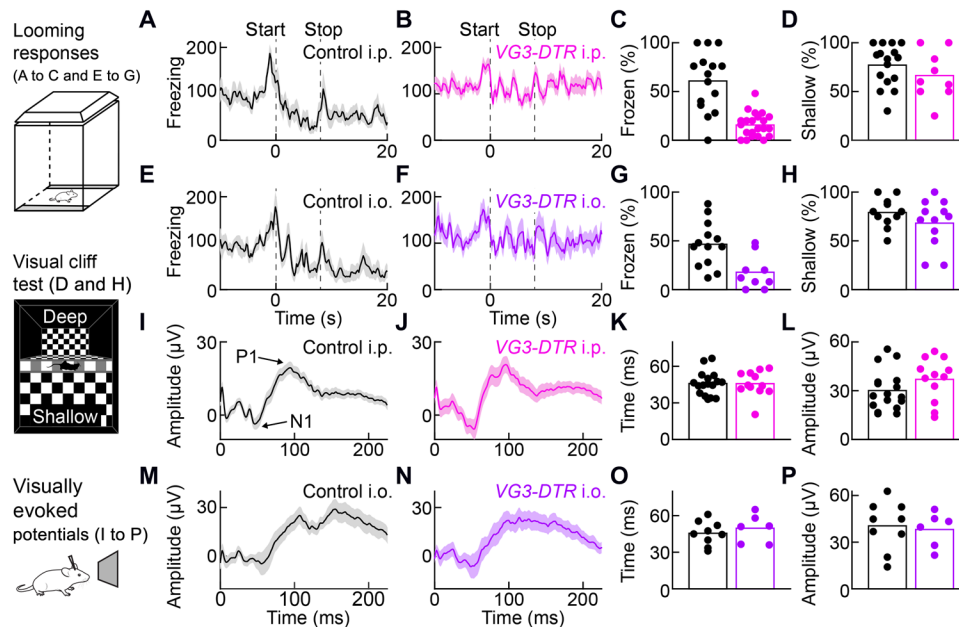 Looming
responses
(A to C and E to G)
Visual cliff
test (D and H)
Deep
Shallow
Visually
evoked
potentials (I to P)
A
Start
Stop
Control i.p.
Freezing
200
100
0
0
20
B
Start
Stop
VG3-DTR i.p.
200
100
0
0
20
C
Frozen (%)
100
50
0
D
Shallow (%)
100
50
0
E
Control i.o.
Freezing
200
100
0
0
20
Time (s)
F
VG3-DTR i.o.
200
100
0
0
20
Time (s)
G
Frozen (%)
100
50
0
H
Shallow (%)
100
50
0
I
Control i.p.
P1
N1
Amplitude (µV)
30
0
0
100
200
J
VG3-DTR i.p.
30
0
0
100
200
K
Time (ms)
90
60
30
0
L
Amplitude (µV)
60
30
0
M
Control i.o.
Amplitude (µV)
30
0
0
100
200
Time (ms)
N
VG3-DTR i.o.
30
0
0
100
200
Time (ms)
O
Time (ms)
90
60
30
0
P
Amplitude (µV)
60
30
0